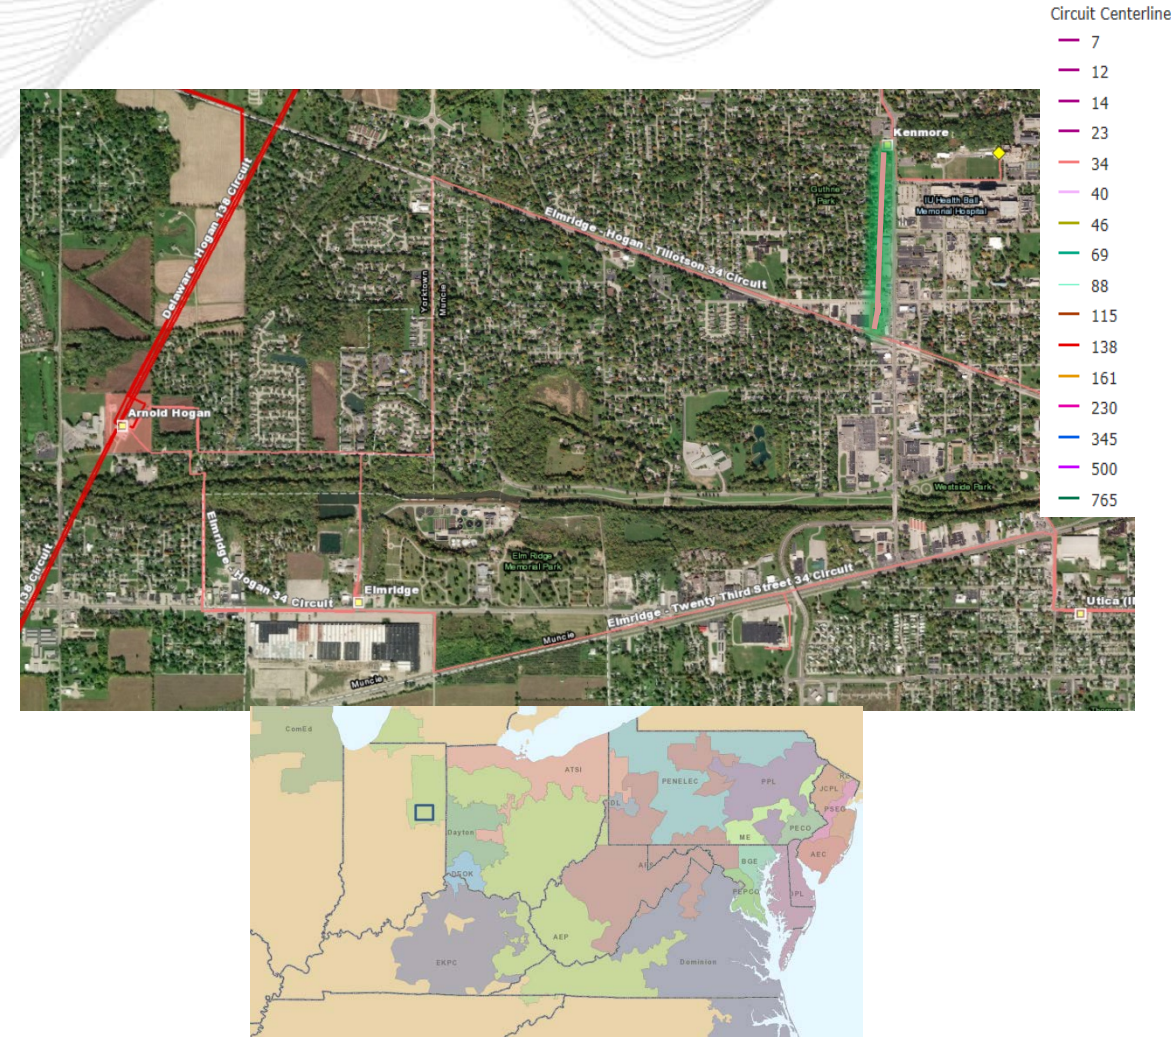 Circuit Centerline
7
12
14
23
34
40
46
69
88
115
138
161
230
345
500
765
Kenmore
Delaware - Hogan 138 Circuit
Guthrie
Park
IU Health Ball
Memorial Hospital
Elmridge - Hogan - Tillotson 34 Circuit
Yorktown
Muncie
Arnold Hogan
Westside Park
Elmridge - Hogan 34 Circuit
Elm Ridge
Memorial Park
138 Circuit
Elmridge
Elmridge - Twenty Third Street 34 Circuit
Utica (II
Muncie
Muncie
ComEd
ATSI
PENELEC
PPL
JCPL
PSEG
Dayton
ME
PECO
AEC
BGE
PEPCO
EKPC
AEP
Dominion